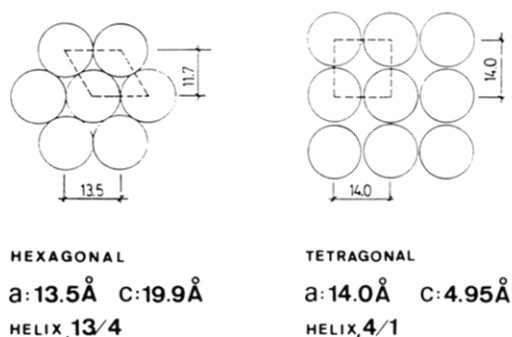 11.7
14.0
13.5
14.0
HEXAGONAL
TETRAGONAL
a:13.5Å C:19.9Å
a:14.0Å C:4.95Å
HELIX 13/4
HELIX 4/1